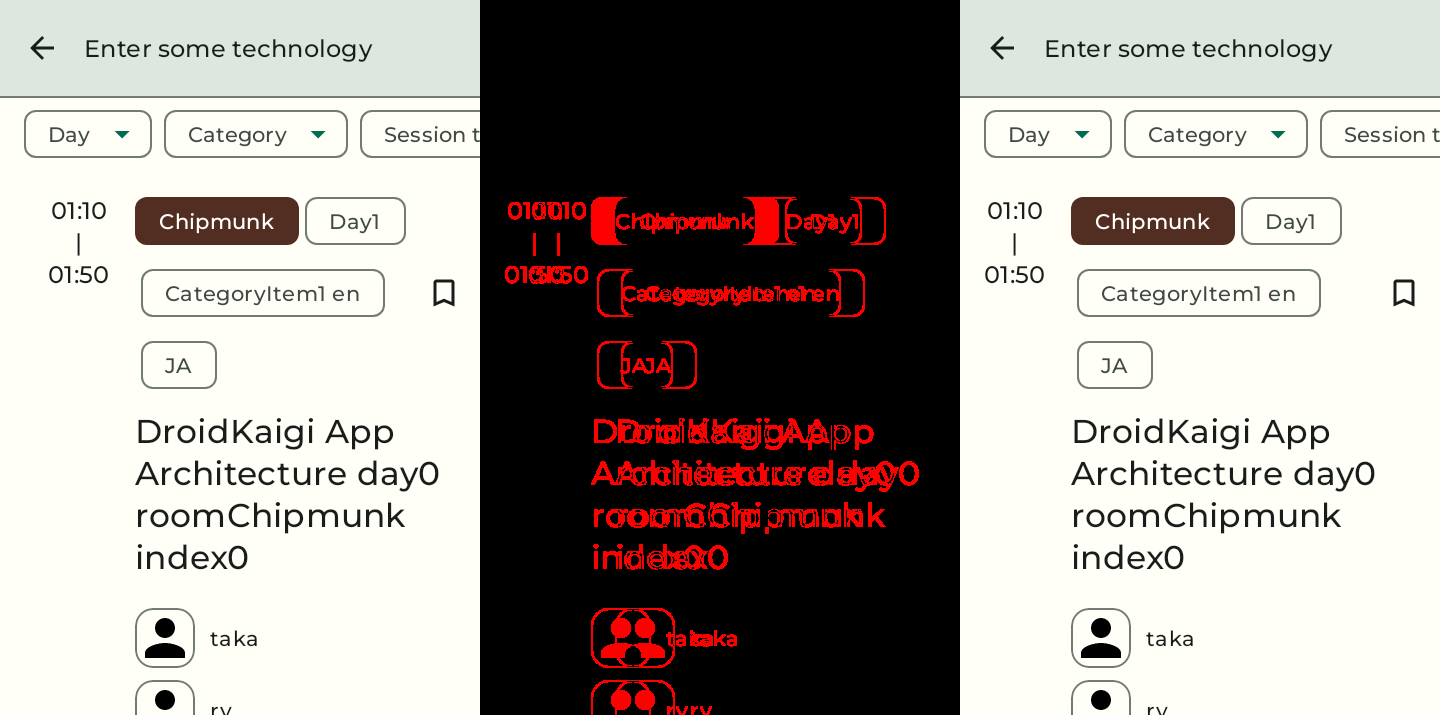 Enter some technology
Day Category Session t
01:10
|
01:50
Chipmunk Day1
CategoryItem1 en
JA
DroidKaigi App
Architecture day0
roomChipmunk
index0
taka
ry
Enter some technology
Day Category Session t
01:10
|
01:50
Chipmunk Day1
CategoryItem1 en
JA
DroidKaigi App
Architecture day0
roomChipmunk
index0
taka
ry